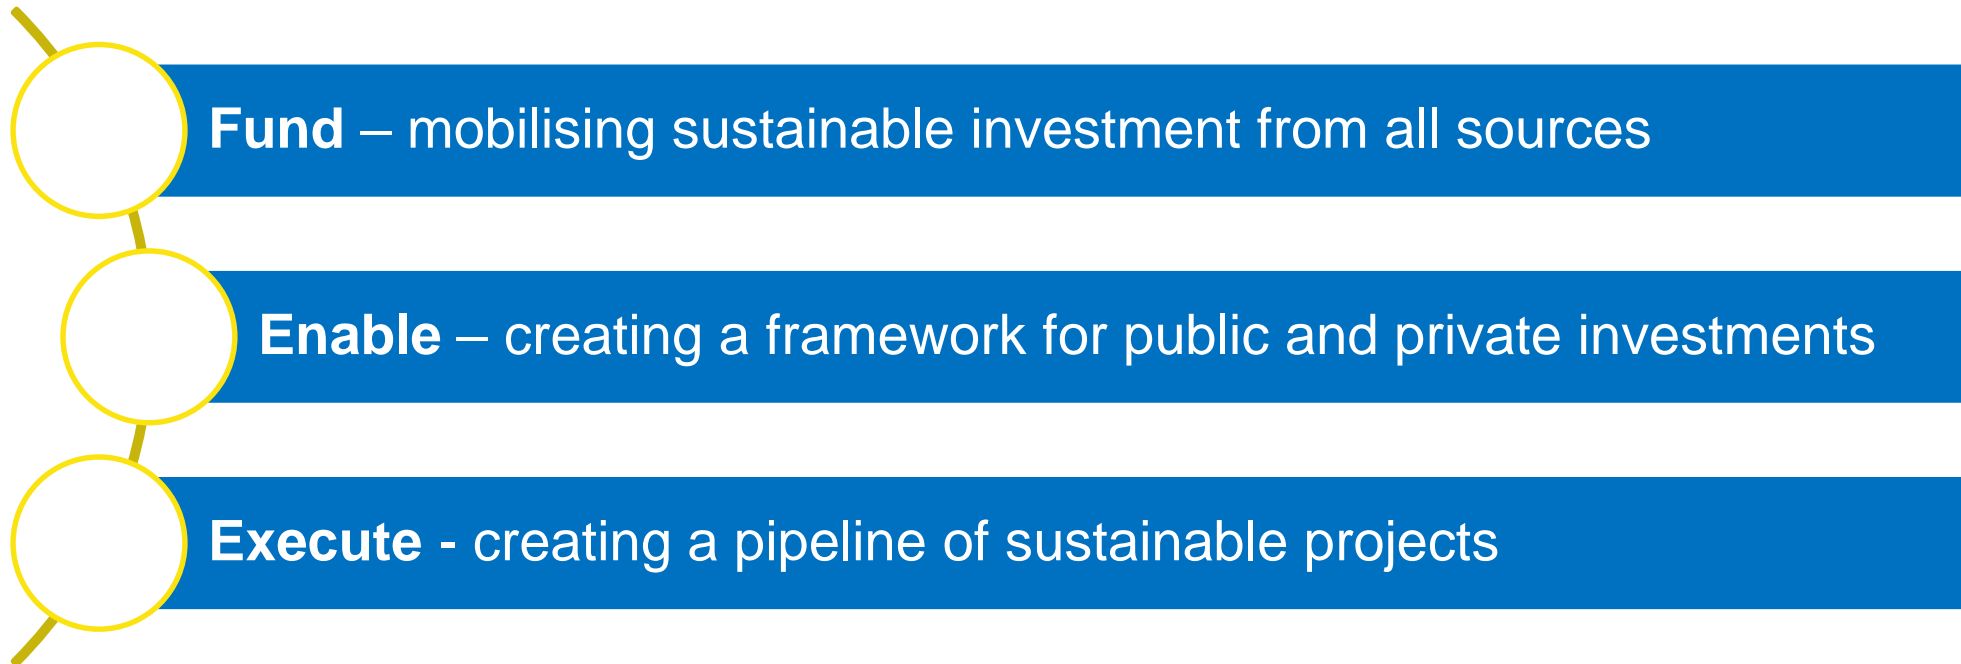 Fund – mobilising sustainable investment from all sources
Enable – creating a framework for public and private investments
Execute - creating a pipeline of sustainable projects